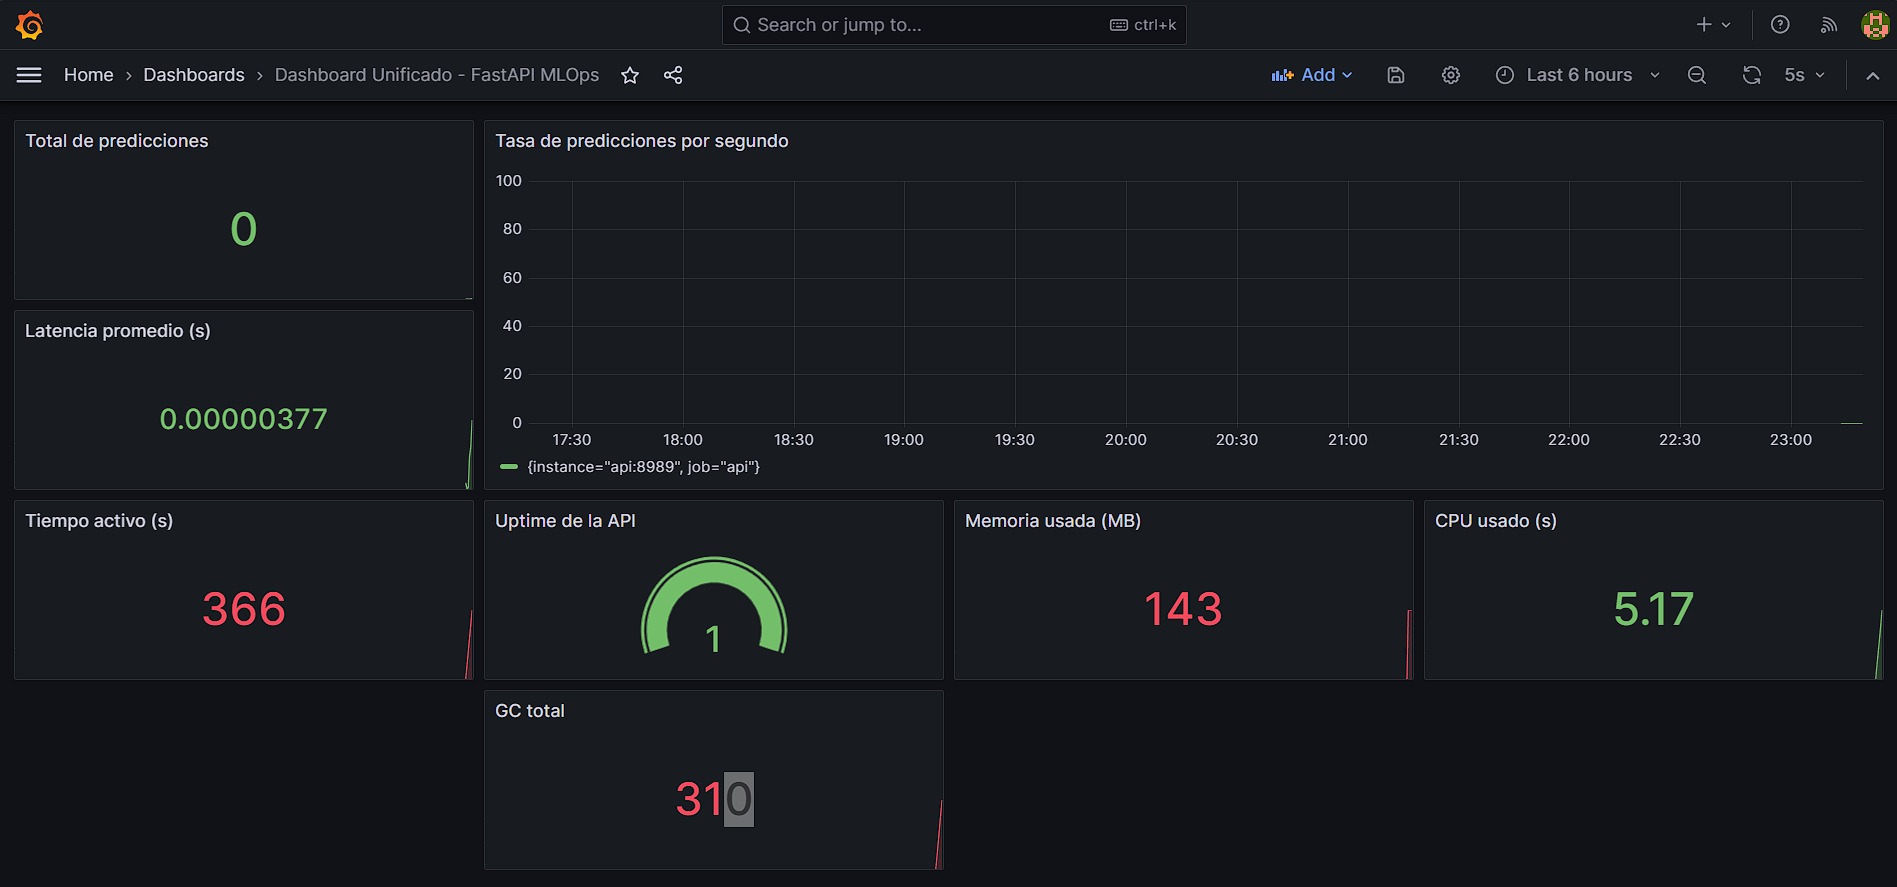 Search or jump to... ctrl+k
Home › Dashboards › Dashboard Unificado - FastAPI MLOps
Add
Last 6 hours
5s
Total de predicciones
0
Latencia promedio (s)
0.00000377
Tasa de predicciones por segundo
100
80
60
40
20
0
17:30 18:00 18:30 19:00 19:30 20:00 20:30 21:00 21:30 22:00 22:30 23:00
{instance="api:8989", job="api"}
Tiempo activo (s)
366
Uptime de la API
1
Memoria usada (MB)
143
CPU usado (s)
5.17
GC total
310